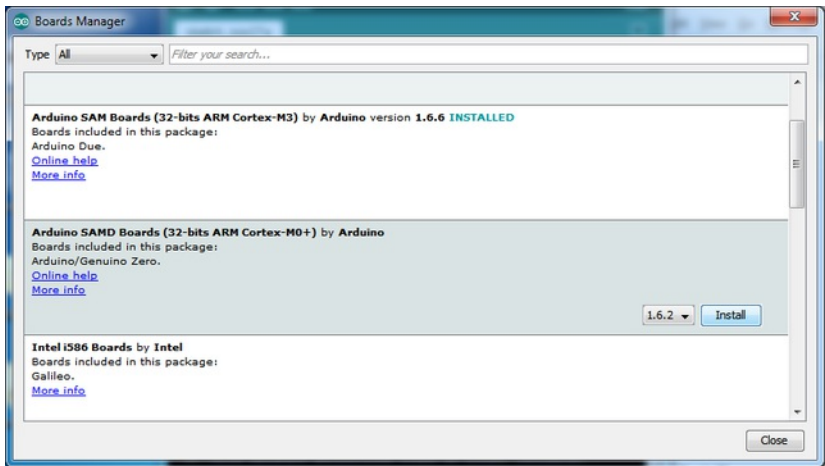 Boards Manager
Type All Filter your search...
Arduino SAM Boards (32-bits ARM Cortex-M3) by Arduino version 1.6.6 INSTALLED
Boards included in this package:
Arduino Due.
Online help
More info
Arduino SAMD Boards (32-bits ARM Cortex-M0+) by Arduino
Boards included in this package:
Arduino/Genuino Zero.
Online help
More info
1.6.2 Install
Intel i586 Boards by Intel
Boards included in this package:
Galileo.
More info
Close